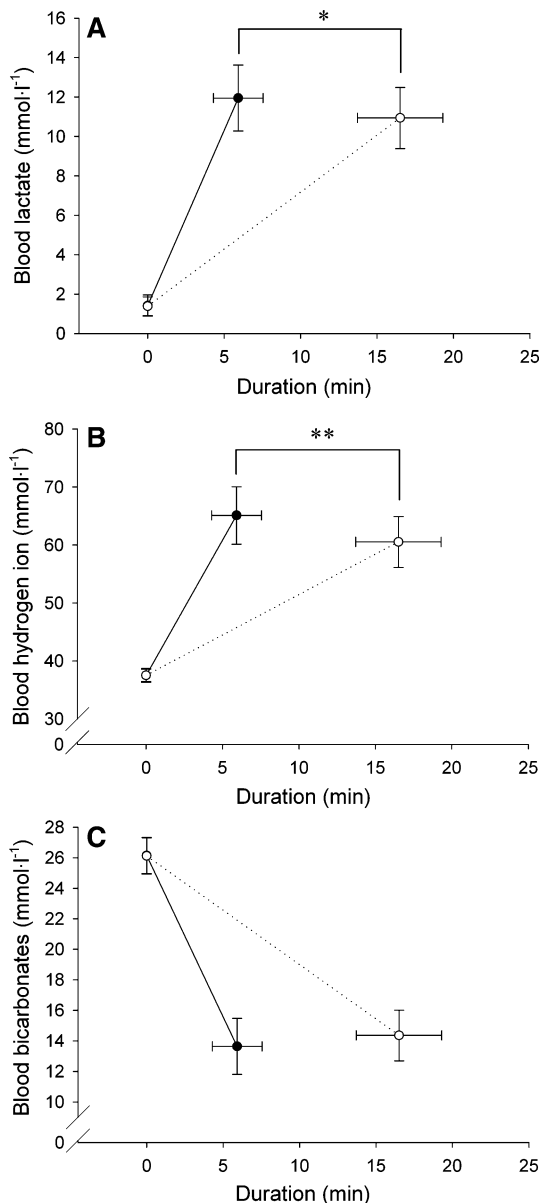 A
*
Blood lactate (mmol·l-1)
16
14
12
10
8
6
4
2
0
0 5 10 15 20 25
Duration (min)
B
**
Blood hydrogen ion (mmol·l-1)
80
70
60
50
40
30
0
0 5 10 15 20 25
Duration (min)
C
Blood bicarbonates (mmol·l-1)
28
26
24
22
20
18
16
14
12
10
0
0 5 10 15 20 25
Duration (min)